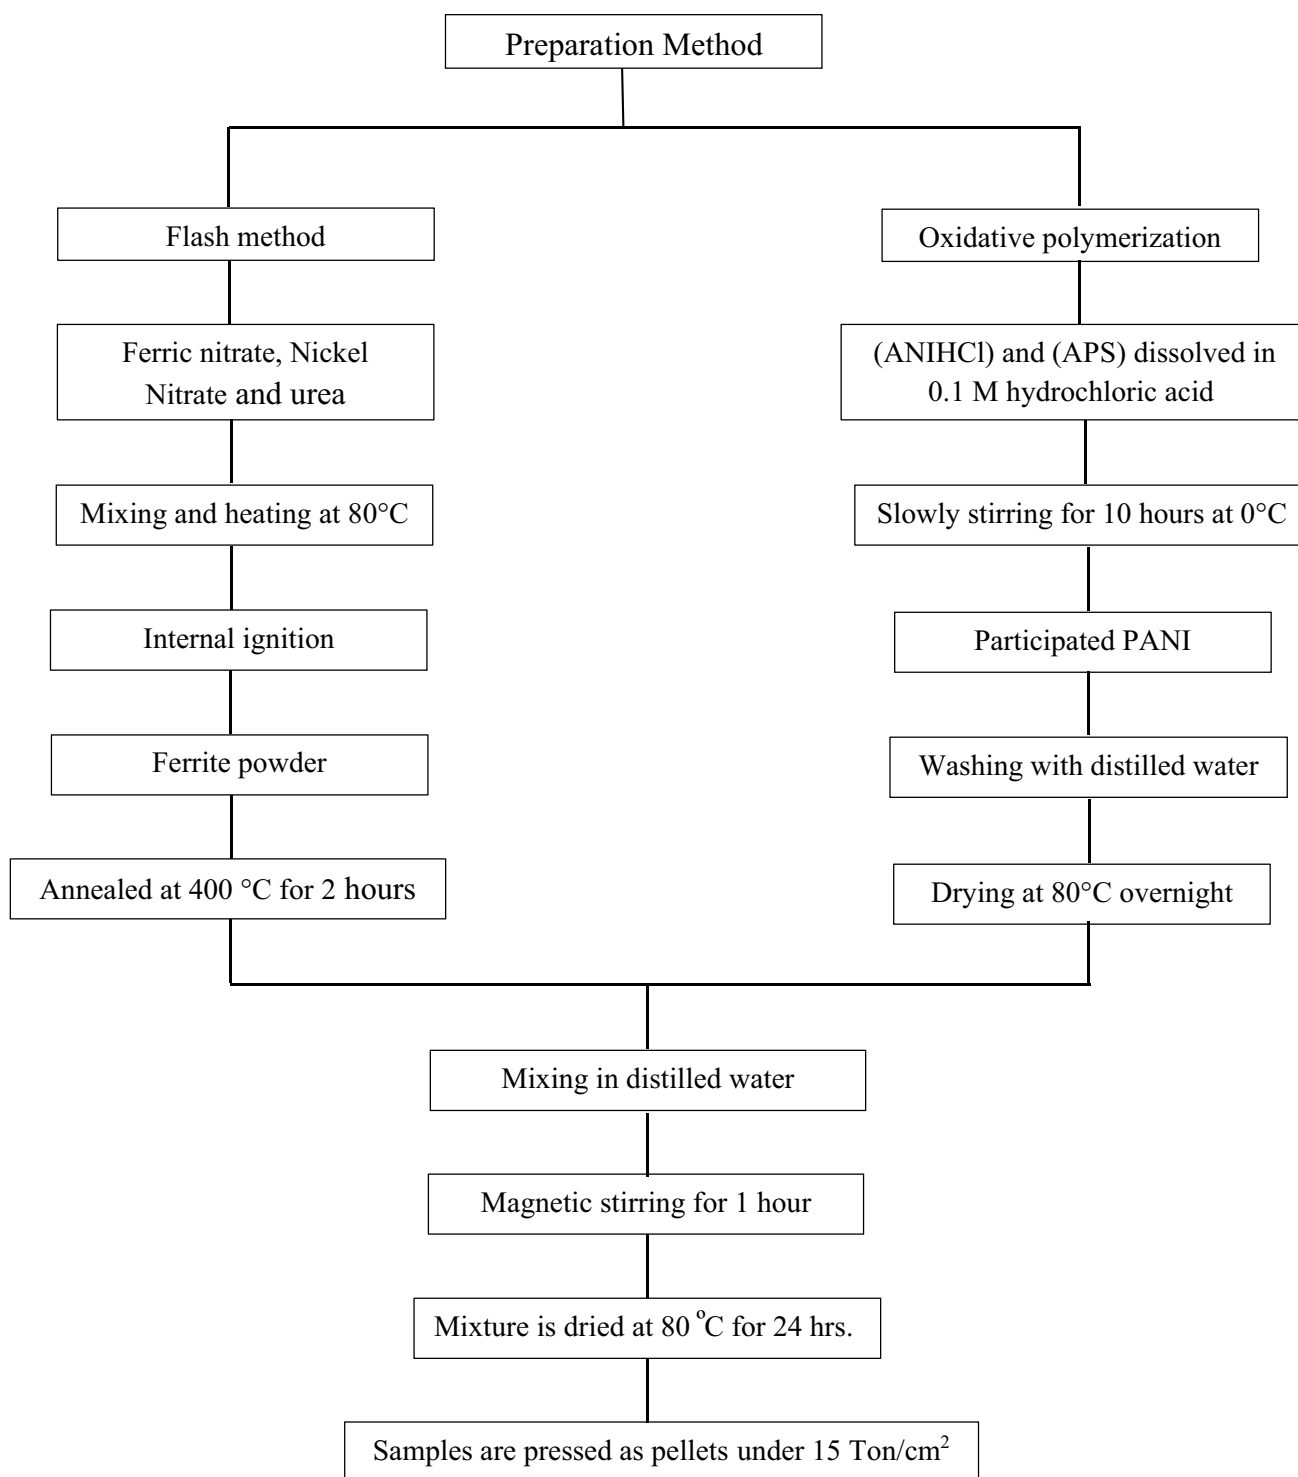 Preparation Method
Flash method
Oxidative polymerization
Ferric nitrate, Nickel
Nitrate and urea
(ANIHCl) and (APS) dissolved in
0.1 M hydrochloric acid
Mixing and heating at 80°C
Slowly stirring for 10 hours at 0°C
Internal ignition
Participated PANI
Ferrite powder
Washing with distilled water
Annealed at 400 °C for 2 hours
Drying at 80°C overnight
Mixing in distilled water
Magnetic stirring for 1 hour
Mixture is dried at 80 °C for 24 hrs.
Samples are pressed as pellets under 15 Ton/cm²